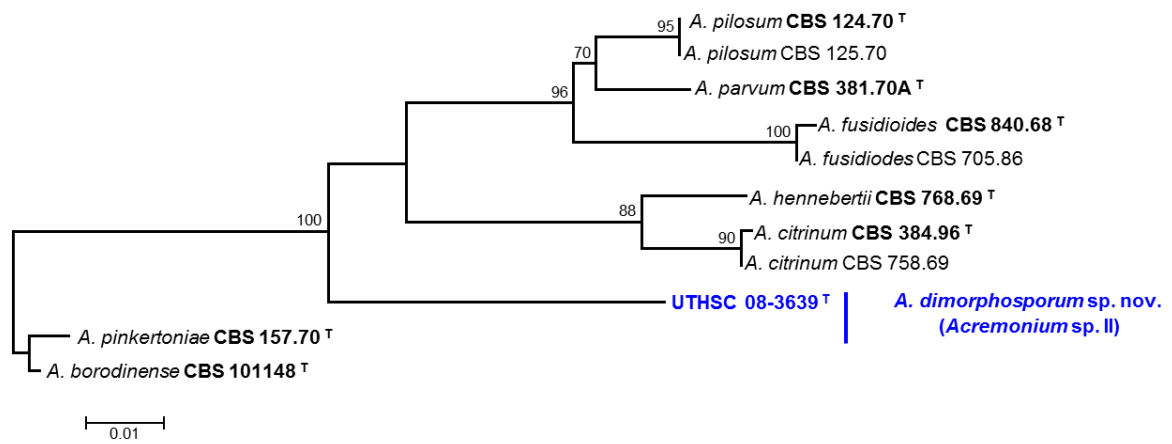 A. pilosum CBS 124.70 T
95
A. pilosum CBS 125.70
70
A. parvum CBS 381.70A T
96
A. fusidioides CBS 840.68 T
100
A. fusidiodes CBS 705.86
A. hennebertii CBS 768.69 T
88
A. citrinum CBS 384.96 T
90
A. citrinum CBS 758.69
100
UTHSC 08-3639 T
A. dimorphosporum sp. nov.
(Acremonium sp. II)
A. pinkertoniae CBS 157.70 T
A. borodinense CBS 101148 T
0.01